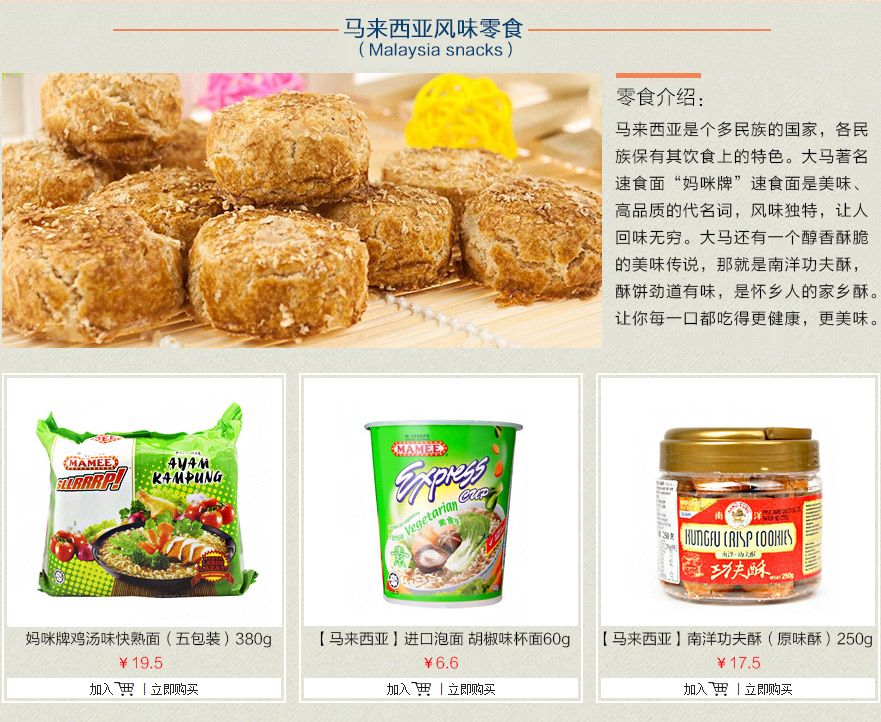 马来西亚风味零食
（Malaysia snacks）
零食介绍：
马来西亚是个多民族的国家，各民
族保有其饮食上的特色。大马著名
速食面“妈咪牌”速食面是美味、
高品质的代名词，风味独特，让人
回味无穷。大马还有一个醇香酥脆
的美味传说，那就是南洋功夫酥，
酥饼劲道有味，是怀乡人的家乡酥。
让你每一口都吃得更健康，更美味。
MAMEE
SLLRRRP!
AYAM
KAMPUNG
MAMEE
Express
CUP
Vegetarian
素食
素
南洋
KUNGFU CRISP COOKIES
南洋·功夫酥
功夫酥
250g
妈咪牌鸡汤味快熟面（五包装）380g
¥19.5
加入 | 立即购买
【马来西亚】进口泡面 胡椒味杯面60g
¥6.6
加入 | 立即购买
【马来西亚】南洋功夫酥（原味酥）250g
¥17.5
加入 | 立即购买